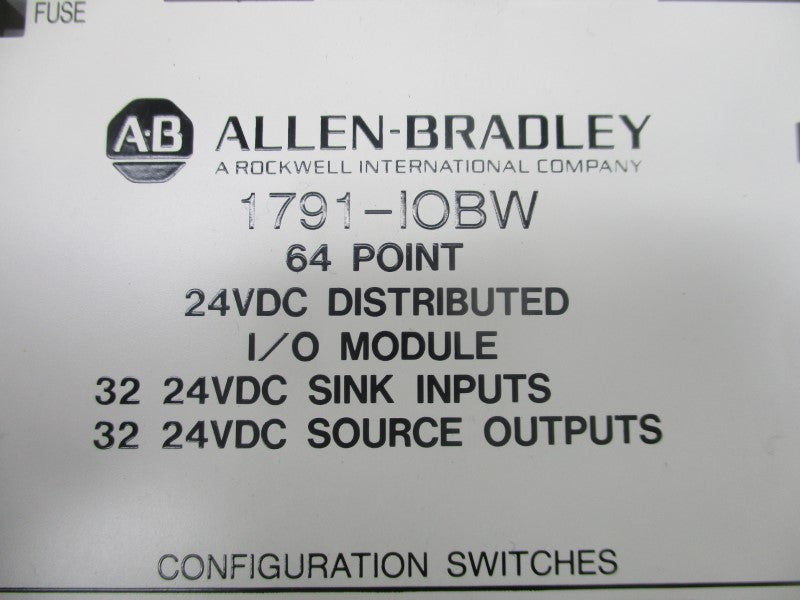 FUSE
A·B ALLEN-BRADLEY
A ROCKWELL INTERNATIONAL COMPANY
1791-IOBW
64 POINT
24VDC DISTRIBUTED
I/O MODULE
32 24VDC SINK INPUTS
32 24VDC SOURCE OUTPUTS
CONFIGURATION SWITCHES